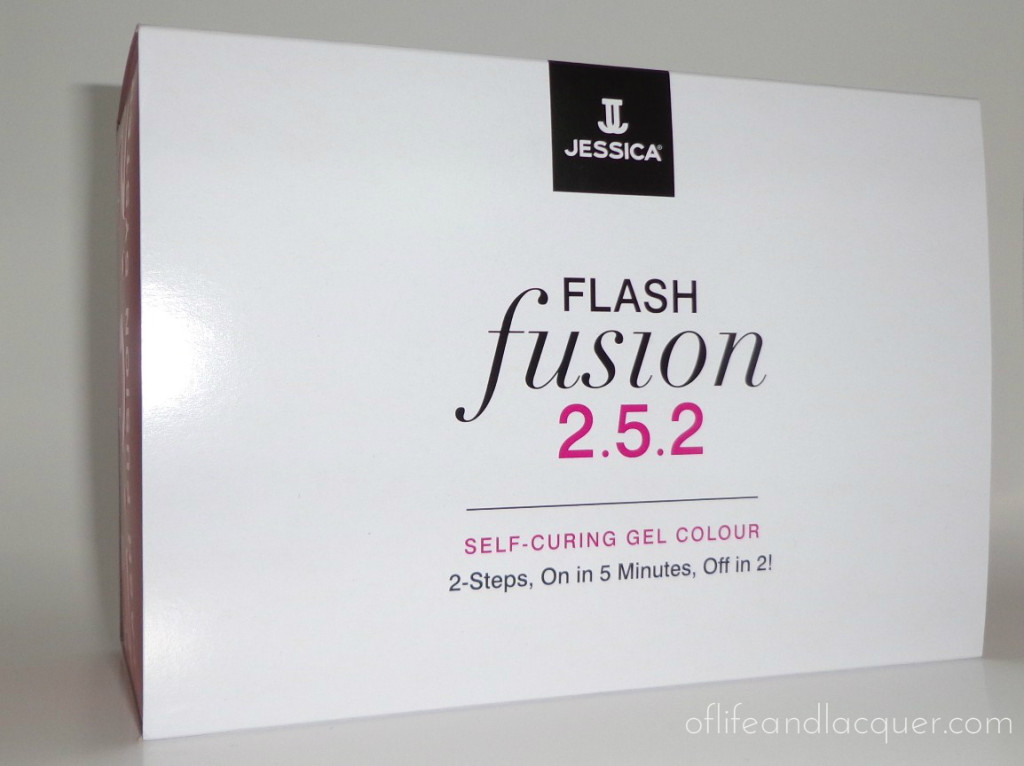 JESSICA®
FLASH
fusion
2.5.2
SELF-CURING GEL COLOUR
2-Steps, On in 5 Minutes, Off in 2!
oflifeandlacquer.com